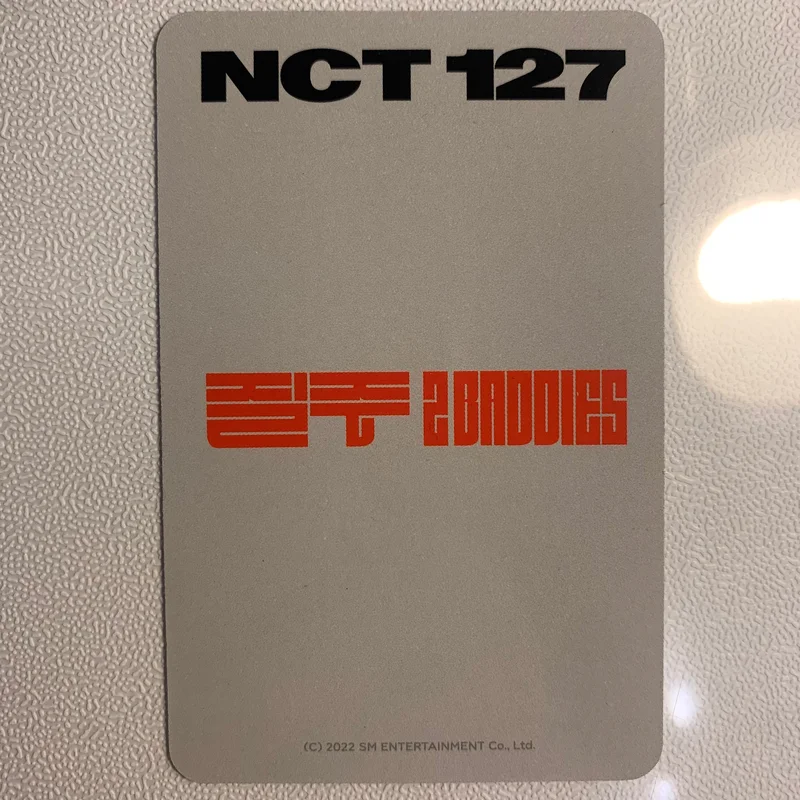 NCT 127
질주 2 BADDIES
(C) 2022 SM ENTERTAINMENT Co., Ltd.